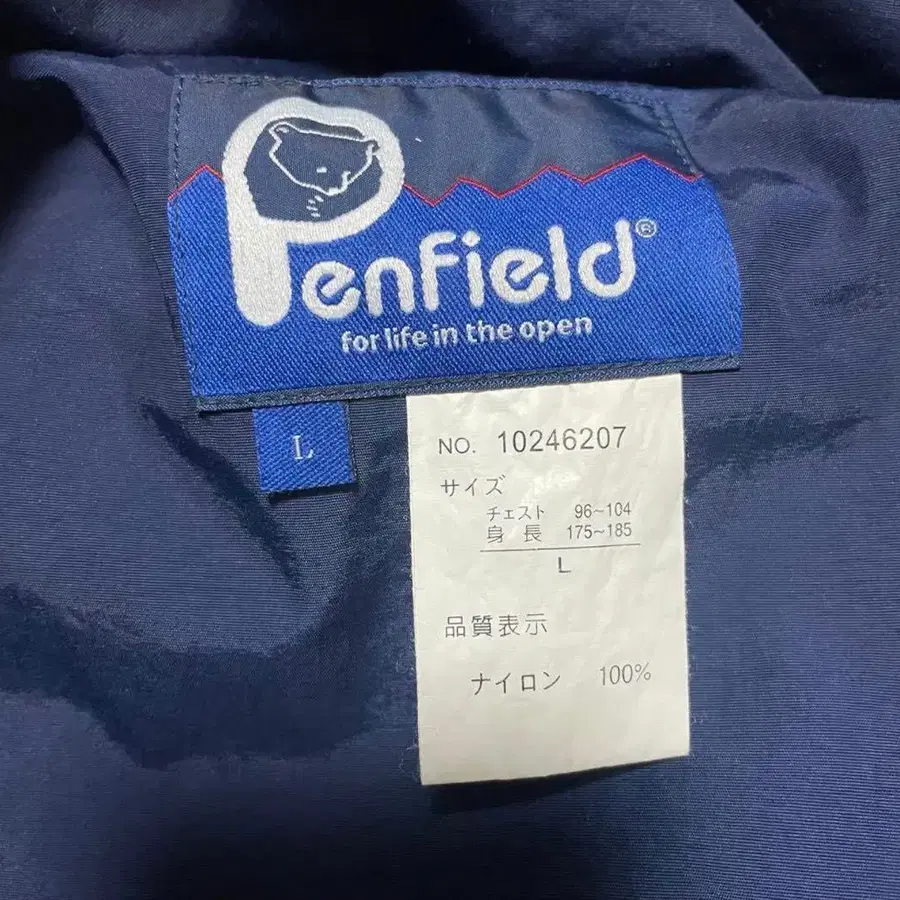 Penfield®
for life in the open
L
NO. 10246207
サイズ
チェスト 96~104
身長 175~185
L
品質表示
ナイロン 100%